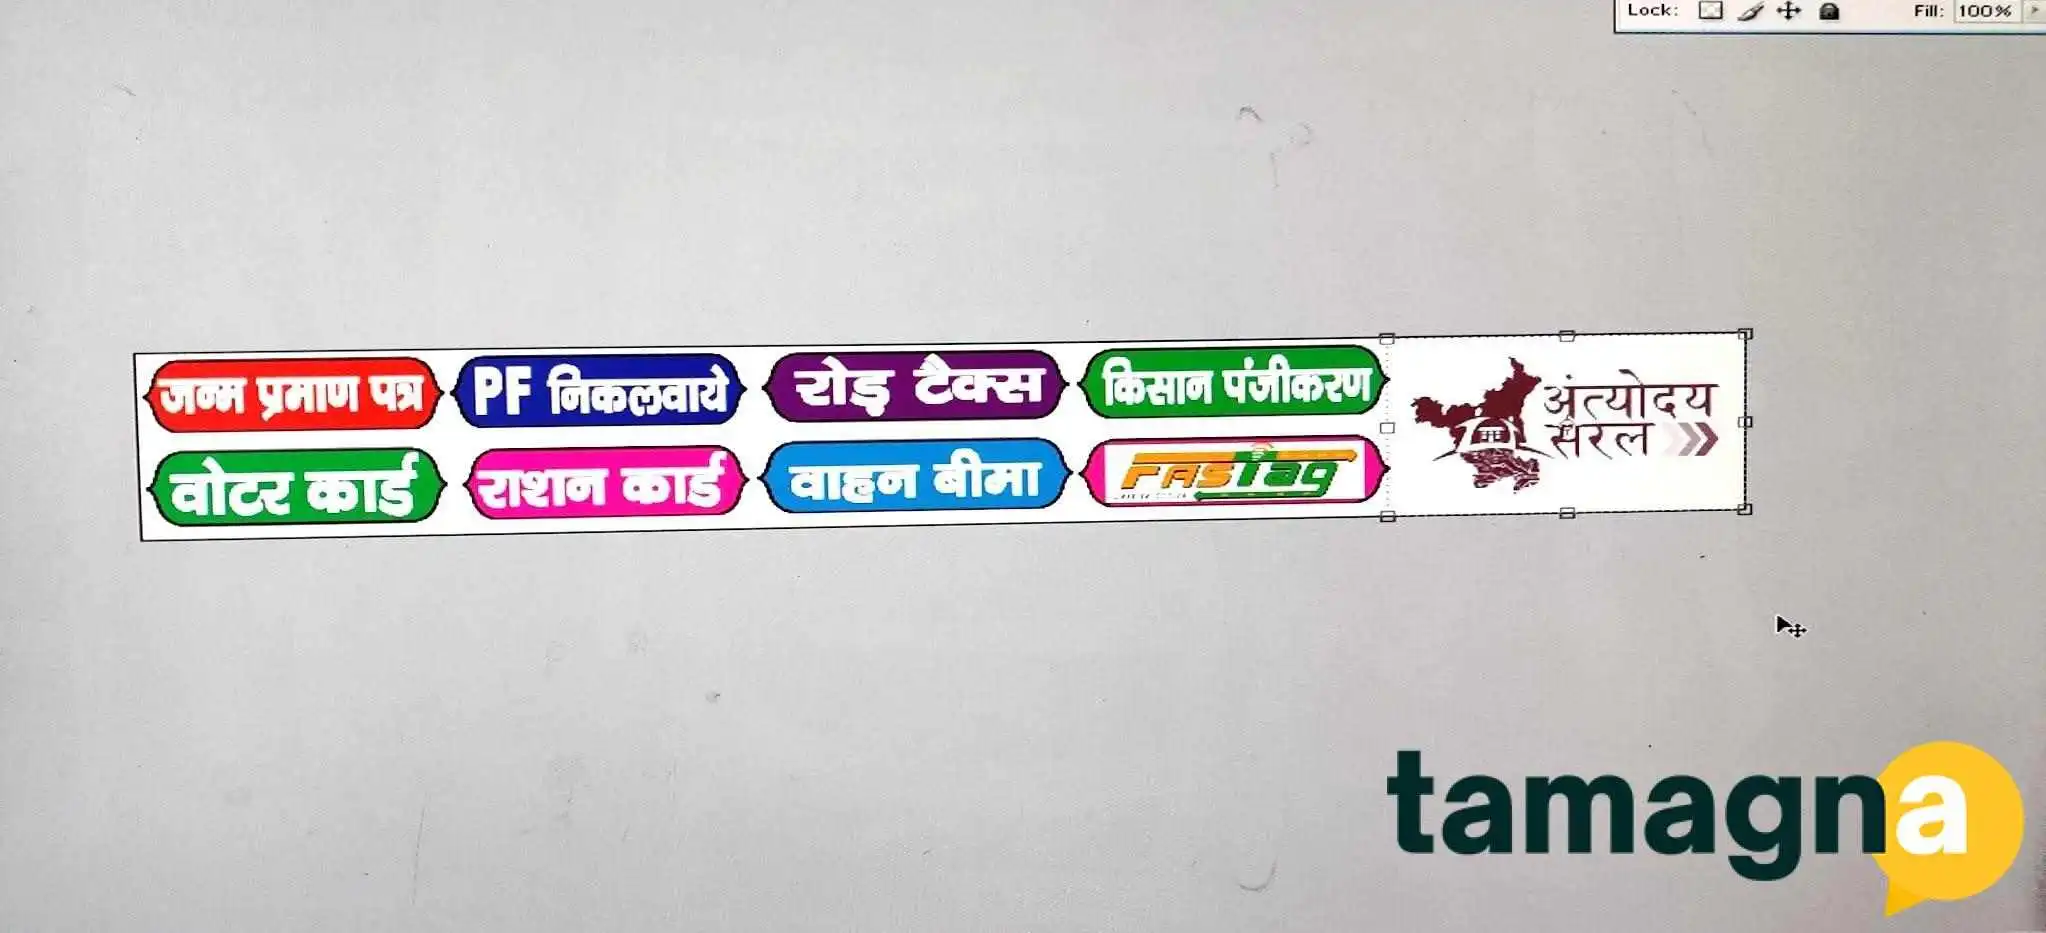 Lock: Fill: 100%
जन्म प्रमाण पत्र PF निकलवाये रोड़ टैक्स किसान पंजीकरण
वोटर कार्ड राशन कार्ड वाहन बीमा FASTag
अंत्योदय
सरल
tamagna